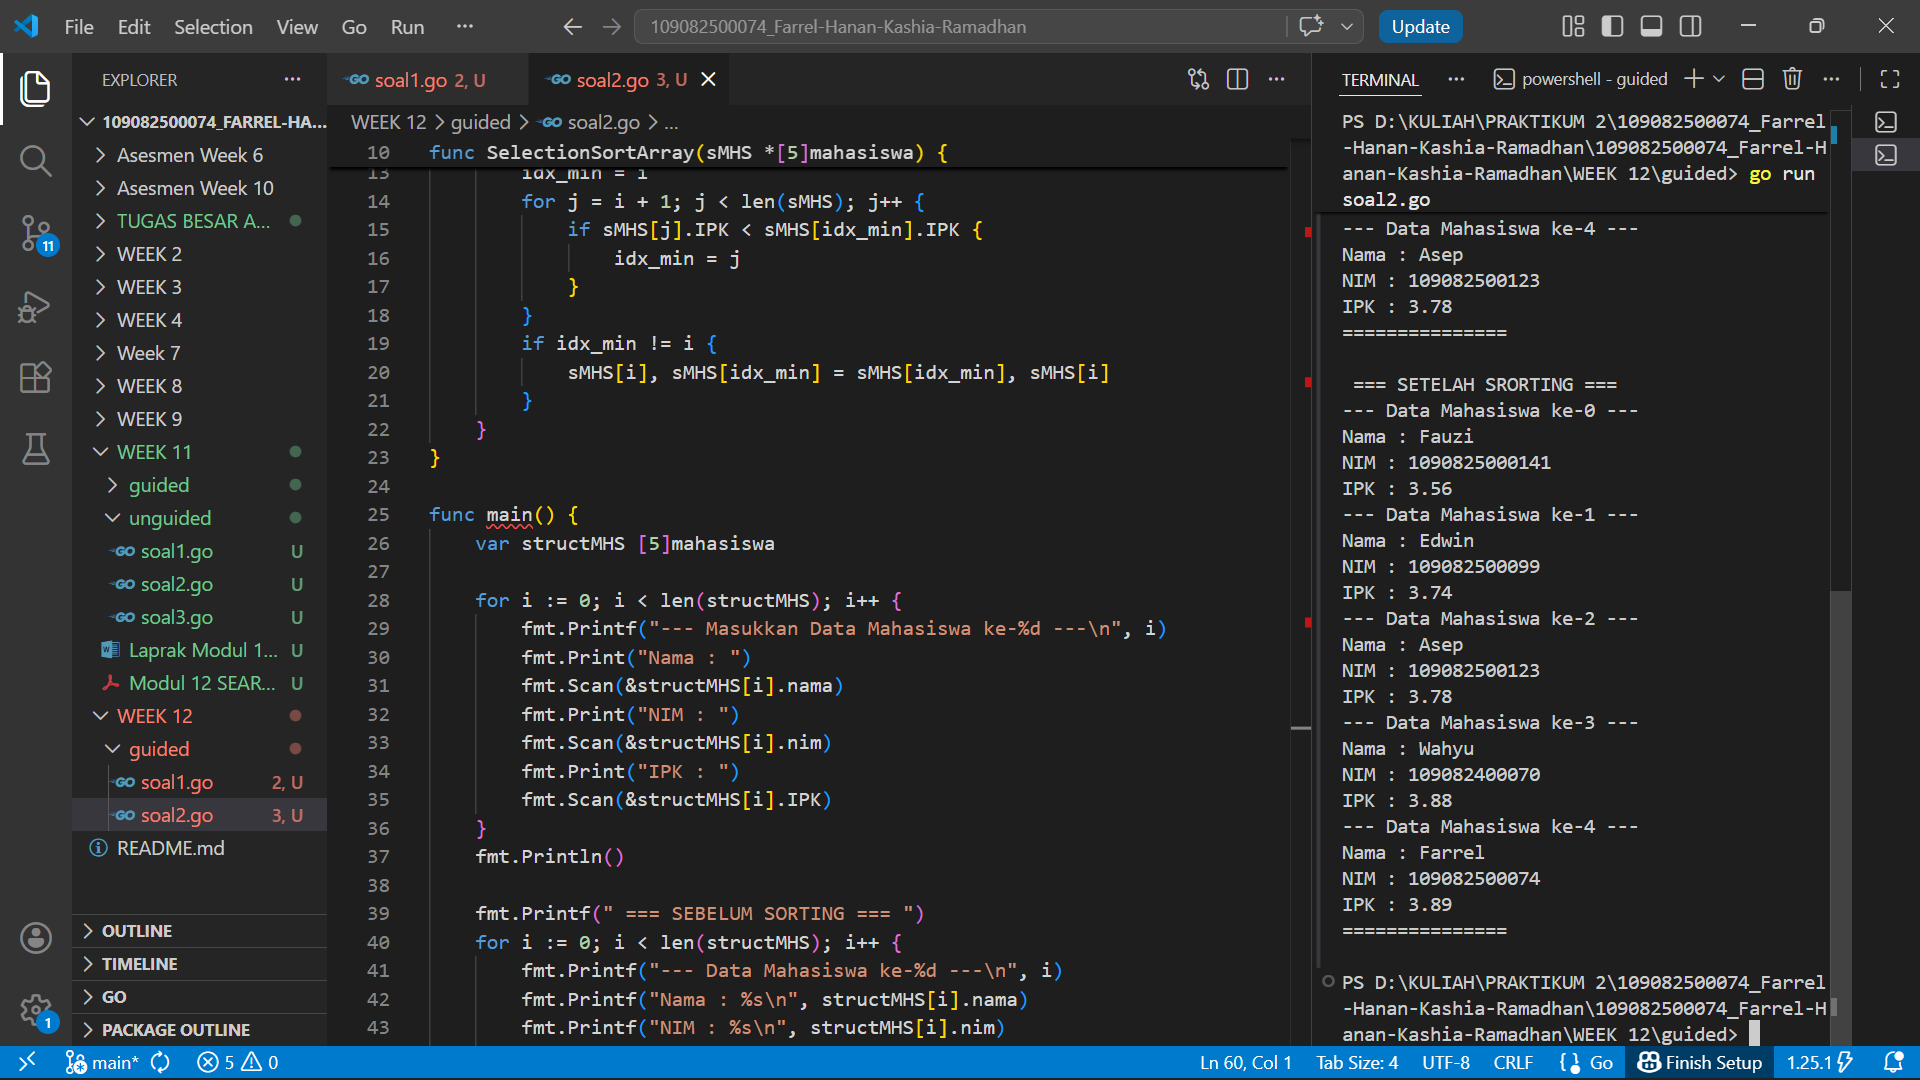 File Edit Selection View Go Run ···
109082500074_Farrel-Hanan-Kashia-Ramadhan
Update
EXPLORER ···
109082500074_FARREL-HA...
Asesmen Week 6
Asesmen Week 10
TUGAS BESAR A...
WEEK 2
WEEK 3
WEEK 4
Week 7
WEEK 8
WEEK 9
WEEK 11
guided
unguided
GO soal1.go U
GO soal2.go U
GO soal3.go U
Laprak Modul 1... U
Modul 12 SEAR... U
WEEK 12
guided
GO soal1.go 2, U
GO soal2.go 3, U
README.md
OUTLINE
TIMELINE
GO
PACKAGE OUTLINE
11
1
GO soal1.go 2, U
GO soal2.go 3, U
WEEK 12 > guided > GO soal2.go > ...
10 func SelectionSortArray(sMHS *[5]mahasiswa) {
13 idx_min = i
14 for j = i + 1; j < len(sMHS); j++ {
15 if sMHS[j].IPK < sMHS[idx_min].IPK {
16 idx_min = j
17 }
18 }
19 if idx_min != i {
20 sMHS[i], sMHS[idx_min] = sMHS[idx_min], sMHS[i]
21 }
22 }
23 }
24
25 func main() {
26 var structMHS [5]mahasiswa
27
28 for i := 0; i < len(structMHS); i++ {
29 fmt.Printf("--- Masukkan Data Mahasiswa ke-%d ---\n", i)
30 fmt.Print("Nama : ")
31 fmt.Scan(&structMHS[i].nama)
32 fmt.Print("NIM : ")
33 fmt.Scan(&structMHS[i].nim)
34 fmt.Print("IPK : ")
35 fmt.Scan(&structMHS[i].IPK)
36 }
37 fmt.Println()
38
39 fmt.Printf(" === SEBELUM SORTING === ")
40 for i := 0; i < len(structMHS); i++ {
41 fmt.Printf("--- Data Mahasiswa ke-%d ---\n", i)
42 fmt.Printf("Nama : %s\n", structMHS[i].nama)
43 fmt.Printf("NIM : %s\n", structMHS[i].nim)
TERMINAL ··· powershell - guided
PS D:\KULIAH\PRAKTIKUM 2\109082500074_Farrel
-Hanan-Kashia-Ramadhan\109082500074_Farrel-H
anan-Kashia-Ramadhan\WEEK 12\guided> go run
soal2.go
--- Data Mahasiswa ke-4 ---
Nama : Asep
NIM : 109082500123
IPK : 3.78
===============
=== SETELAH SRORTING ===
--- Data Mahasiswa ke-0 ---
Nama : Fauzi
NIM : 1090825000141
IPK : 3.56
--- Data Mahasiswa ke-1 ---
Nama : Edwin
NIM : 109082500099
IPK : 3.74
--- Data Mahasiswa ke-2 ---
Nama : Asep
NIM : 109082500123
IPK : 3.78
--- Data Mahasiswa ke-3 ---
Nama : Wahyu
NIM : 109082400070
IPK : 3.88
--- Data Mahasiswa ke-4 ---
Nama : Farrel
NIM : 109082500074
IPK : 3.89
===============
PS D:\KULIAH\PRAKTIKUM 2\109082500074_Farrel
-Hanan-Kashia-Ramadhan\109082500074_Farrel-H
anan-Kashia-Ramadhan\WEEK 12\guided>
main* 5 0 Ln 60, Col 1 Tab Size: 4 UTF-8 CRLF { } Go Finish Setup 1.25.1